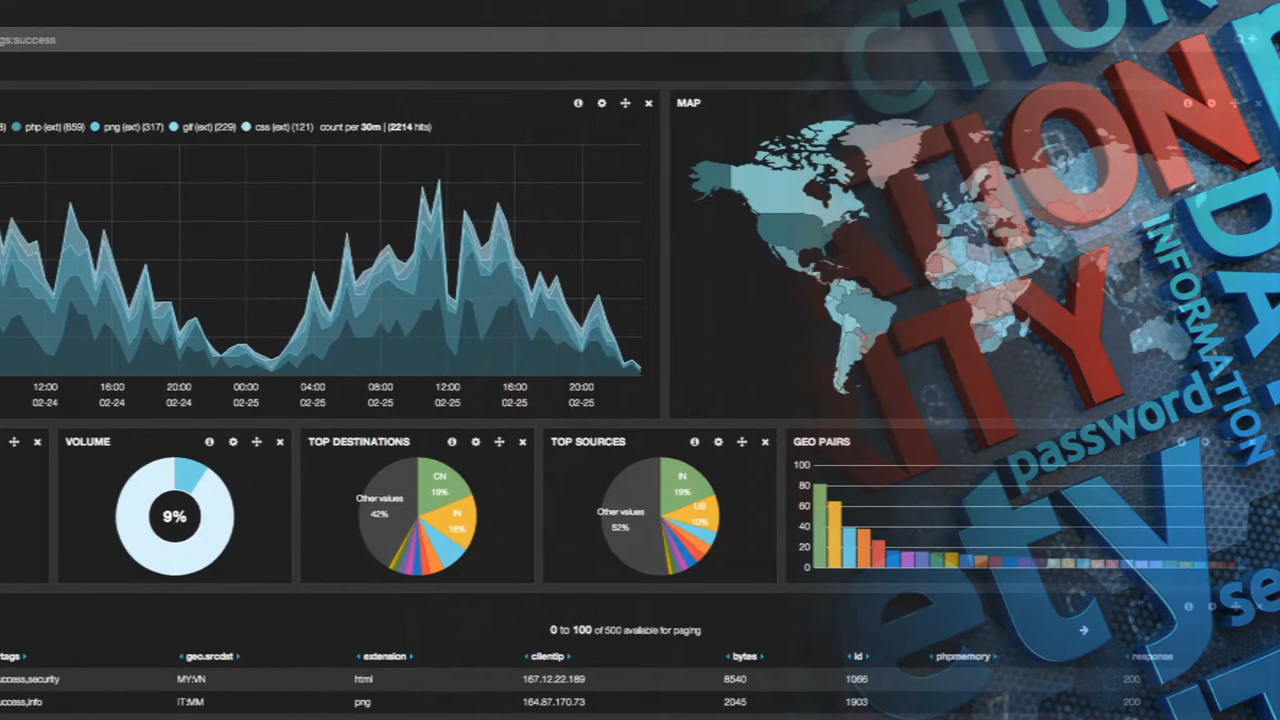 gs:success
CTION
TION
ITY
DA
INFORMATION
password
ety
se
php (ext) (659) png (ext) (317) gif (ext) (229) css (ext) (121) count per 30m | (2214 hits)
MAP
12:00 16:00 20:00 00:00 04:00 08:00 12:00 16:00 20:00
02-24 02-24 02-24 02-25 02-25 02-25 02-25 02-25 02-25
VOLUME
9%
TOP DESTINATIONS
CN
19%
IN
16%
Other values
42%
TOP SOURCES
IN
19%
US
10%
Other values
52%
GEO PAIRS
100
80
60
40
20
0
0 to 100 of 500 available for paging
tags geo.srcdst extension clientip bytes id phpmemory response
uccess,security MY:VN html 167.12.22.189 8540 1066 200
uccess,info IT:MM png 164.87.170.73 2045 1903 200